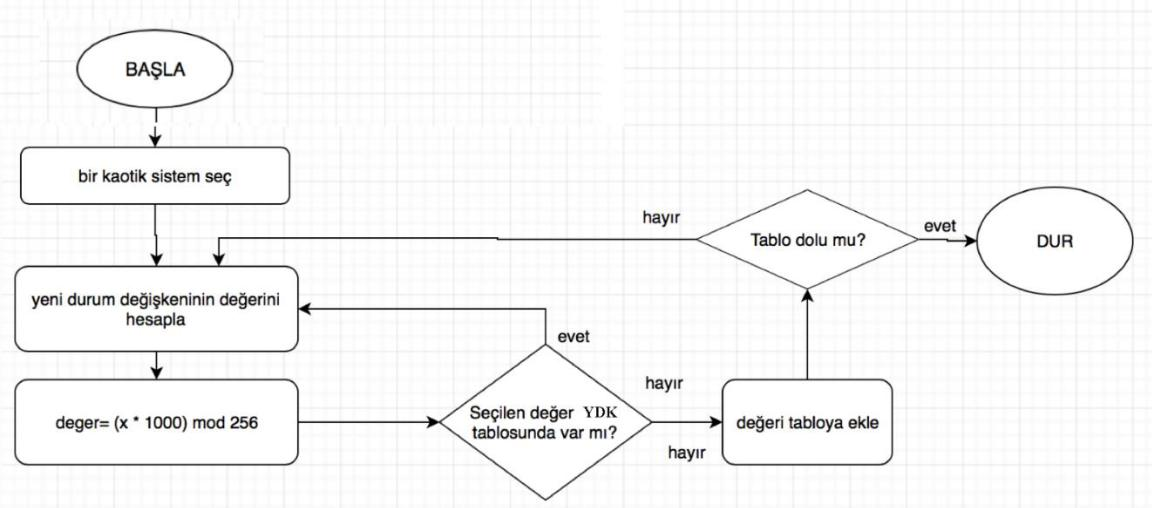 BAŞLA
bir kaotik sistem seç
yeni durum değişkeninin değerini
hesapla
deger= (x * 1000) mod 256
evet
Seçilen değer YDK
tablosunda var mı?
hayır
hayır
değeri tabloya ekle
hayır
Tablo dolu mu?
evet
DUR